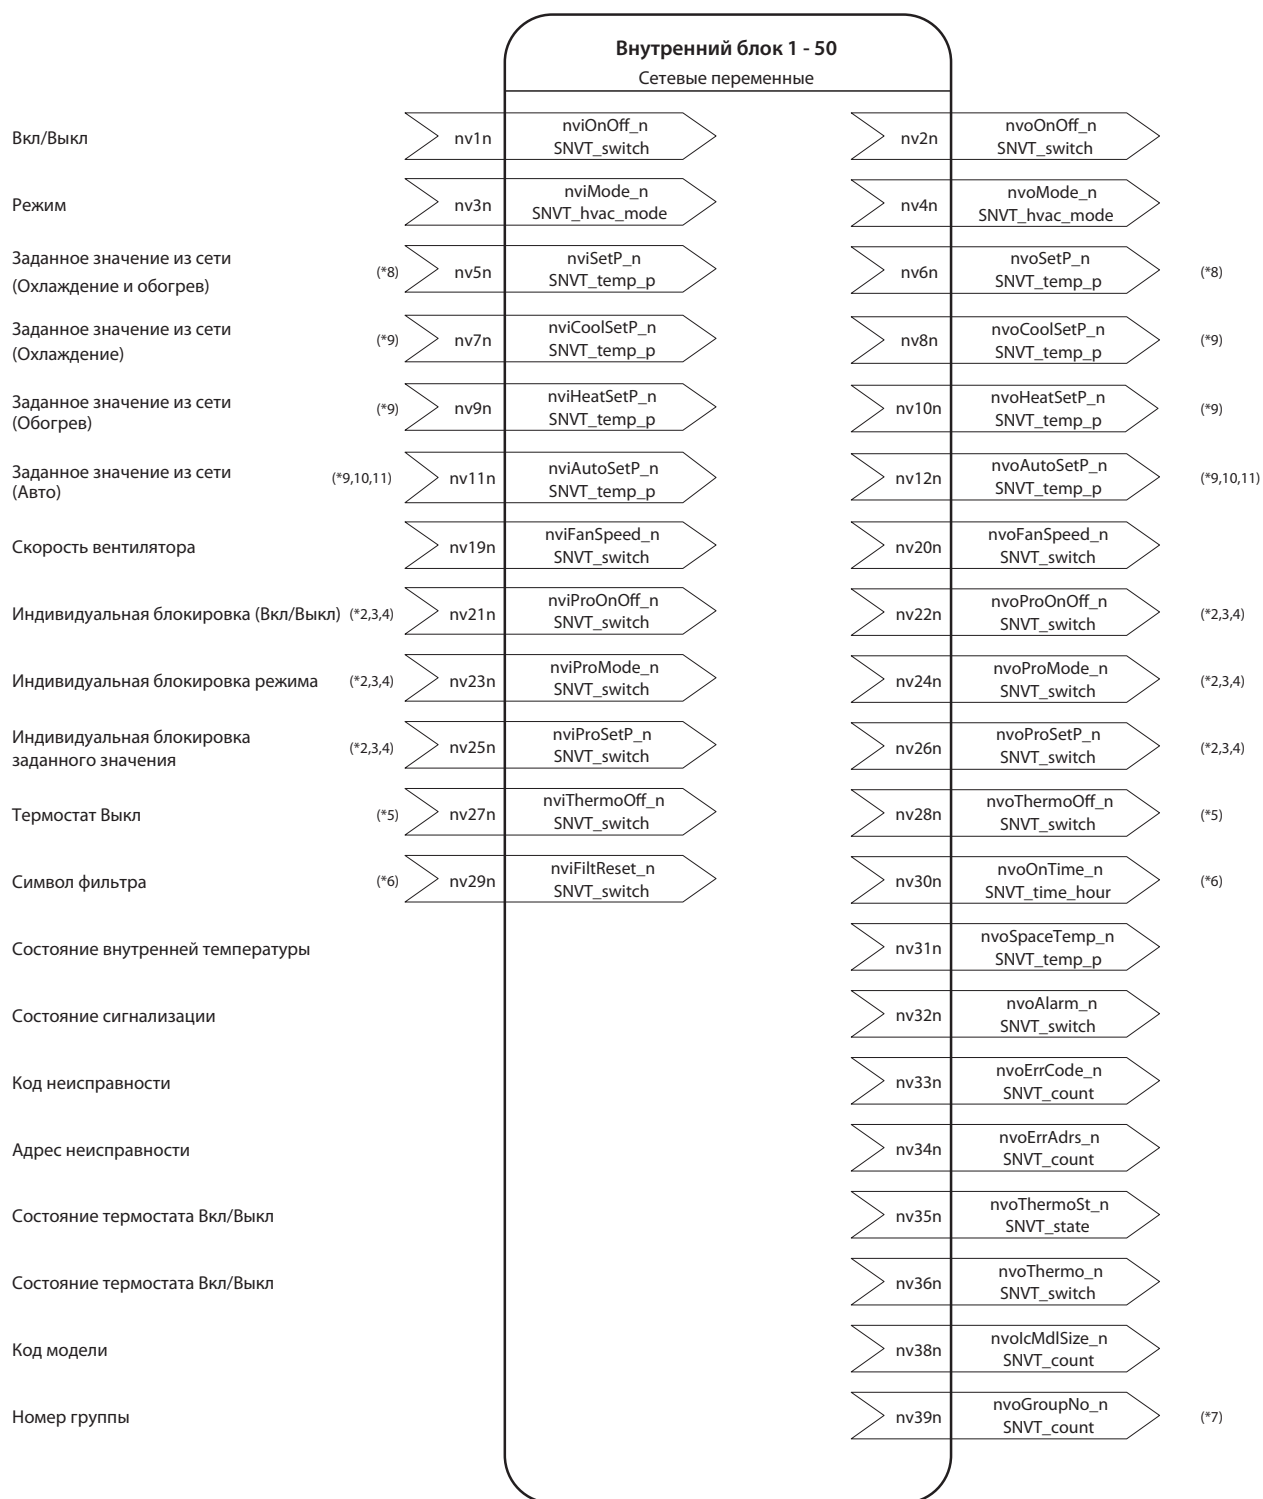 Внутренний блок 1 - 50
Сетевые переменные
Вкл/Выкл
nv1n
nviOnOff_n
SNVT_switch
nv2n
nvoOnOff_n
SNVT_switch
Режим
nv3n
nviMode_n
SNVT_hvac_mode
nv4n
nvoMode_n
SNVT_hvac_mode
Заданное значение из сети
(Охлаждение и обогрев)
(*8)
nv5n
nviSetP_n
SNVT_temp_p
nv6n
nvoSetP_n
SNVT_temp_p
(*8)
Заданное значение из сети
(Охлаждение)
(*9)
nv7n
nviCoolSetP_n
SNVT_temp_p
nv8n
nvoCoolSetP_n
SNVT_temp_p
(*9)
Заданное значение из сети
(Обогрев)
(*9)
nv9n
nviHeatSetP_n
SNVT_temp_p
nv10n
nvoHeatSetP_n
SNVT_temp_p
(*9)
Заданное значение из сети
(Авто)
(*9,10,11)
nv11n
nviAutoSetP_n
SNVT_temp_p
nv12n
nvoAutoSetP_n
SNVT_temp_p
(*9,10,11)
Скорость вентилятора
nv19n
nviFanSpeed_n
SNVT_switch
nv20n
nvoFanSpeed_n
SNVT_switch
Индивидуальная блокировка (Вкл/Выкл)
(*2,3,4)
nv21n
nviProOnOff_n
SNVT_switch
nv22n
nvoProOnOff_n
SNVT_switch
(*2,3,4)
Индивидуальная блокировка режима
(*2,3,4)
nv23n
nviProMode_n
SNVT_switch
nv24n
nvoProMode_n
SNVT_switch
(*2,3,4)
Индивидуальная блокировка
заданного значения
(*2,3,4)
nv25n
nviProSetP_n
SNVT_switch
nv26n
nvoProSetP_n
SNVT_switch
(*2,3,4)
Термостат Выкл
(*5)
nv27n
nviThermoOff_n
SNVT_switch
nv28n
nvoThermoOff_n
SNVT_switch
(*5)
Символ фильтра
(*6)
nv29n
nviFiltReset_n
SNVT_switch
nv30n
nvoOnTime_n
SNVT_time_hour
(*6)
Состояние внутренней температуры
nv31n
nvoSpaceTemp_n
SNVT_temp_p
Состояние сигнализации
nv32n
nvoAlarm_n
SNVT_switch
Код неисправности
nv33n
nvoErrCode_n
SNVT_count
Адрес неисправности
nv34n
nvoErrAdrs_n
SNVT_count
Состояние термостата Вкл/Выкл
nv35n
nvoThermoSt_n
SNVT_state
Состояние термостата Вкл/Выкл
nv36n
nvoThermo_n
SNVT_switch
Код модели
nv38n
nvoIcMdlSize_n
SNVT_count
Номер группы
nv39n
nvoGroupNo_n
SNVT_count
(*7)